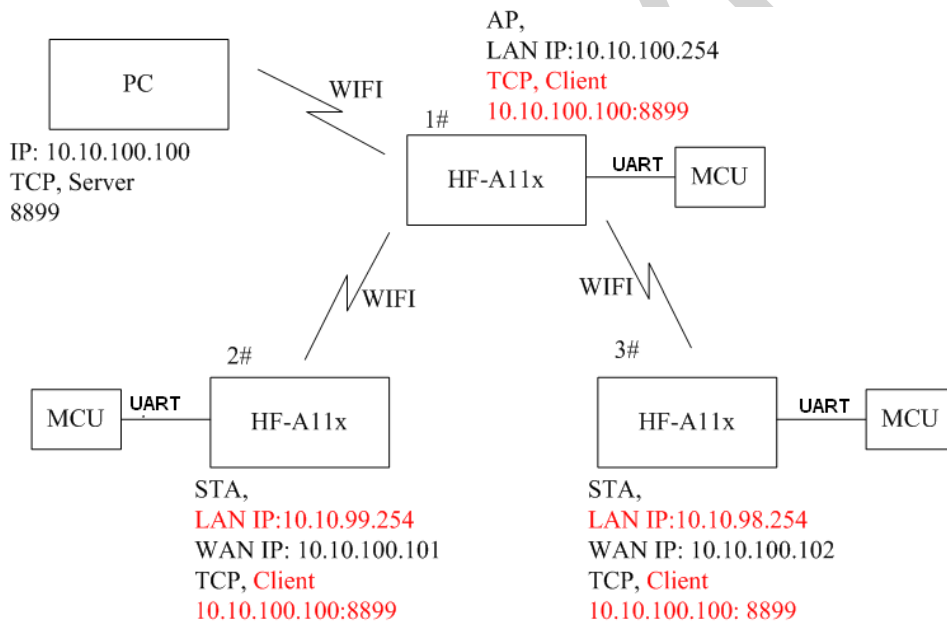 AP,
LAN IP:10.10.100.254
TCP, Client
10.10.100.100:8899
PC
WIFI
1#
IP: 10.10.100.100
TCP, Server
8899
HF-A11x
UART
MCU
WIFI
WIFI
2#
3#
MCU
UART
HF-A11x
HF-A11x
UART
MCU
STA,
LAN IP:10.10.99.254
WAN IP: 10.10.100.101
TCP, Client
10.10.100.100:8899
STA,
LAN IP:10.10.98.254
WAN IP: 10.10.100.102
TCP, Client
10.10.100.100: 8899